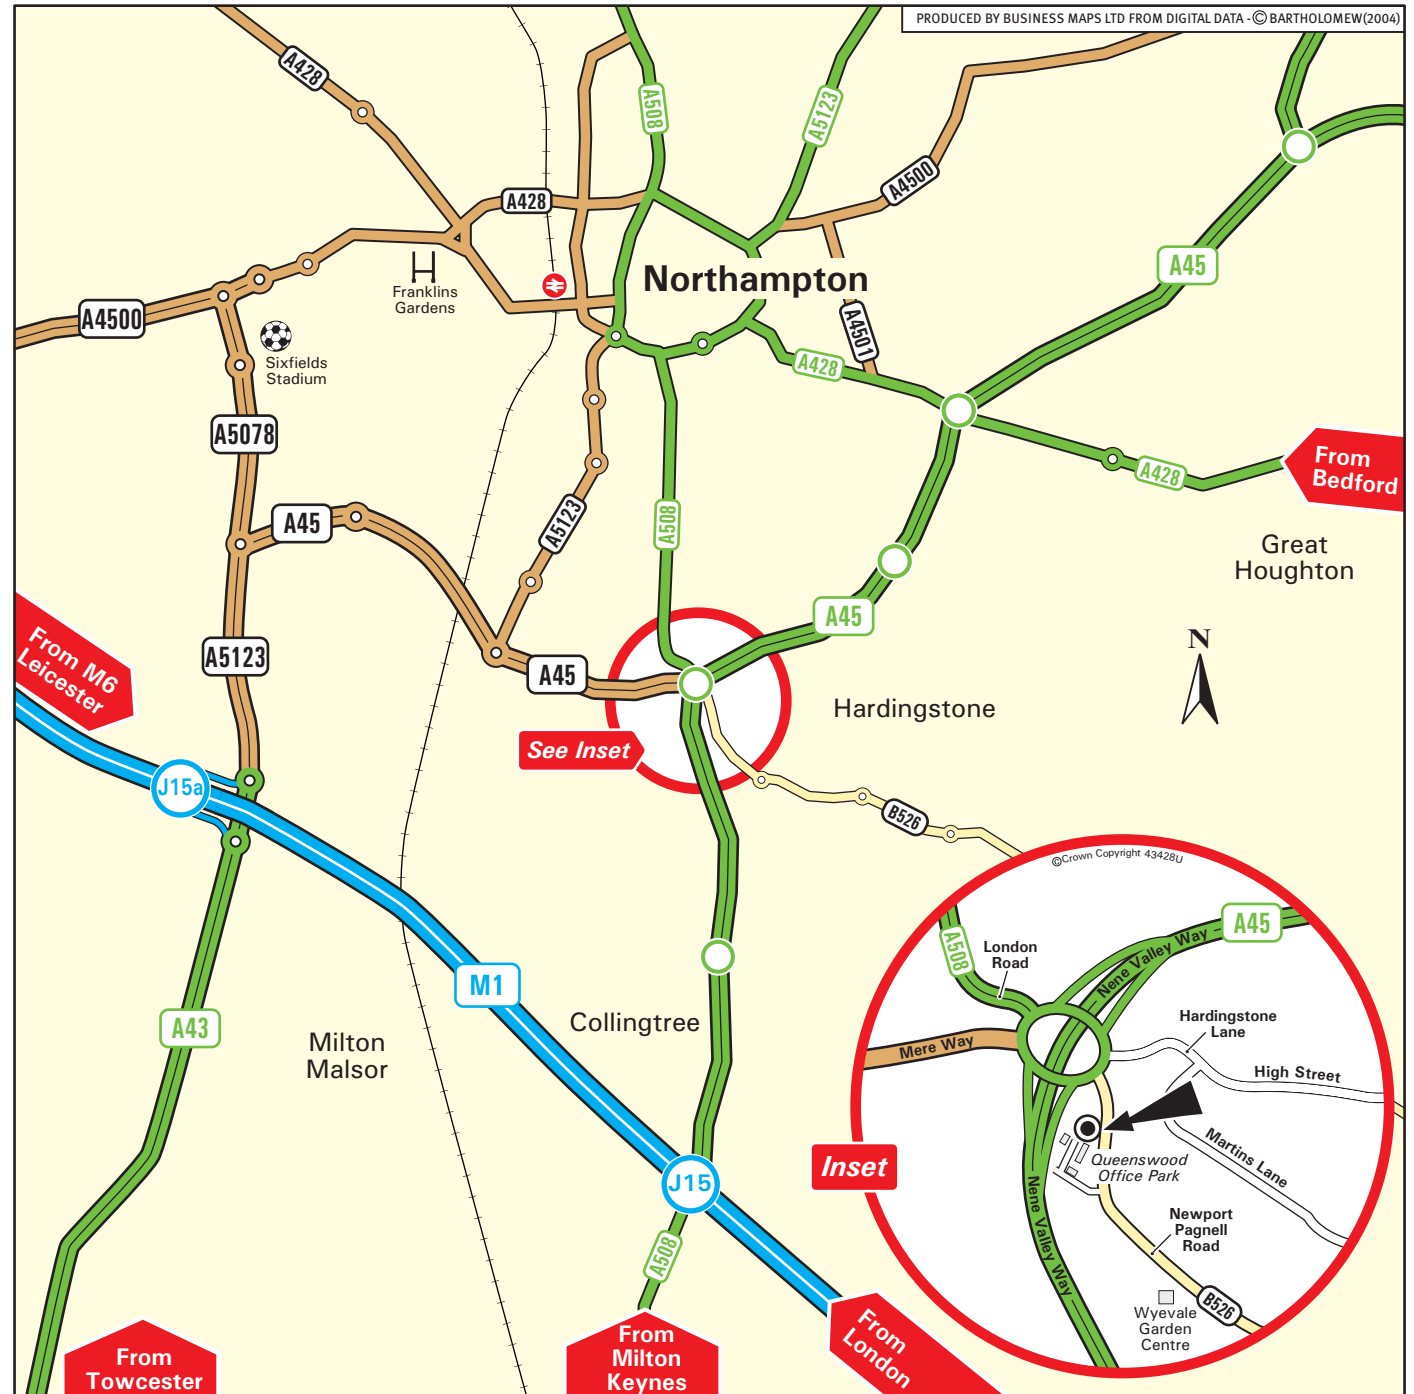 PRODUCED BY BUSINESS MAPS LTD FROM DIGITAL DATA - © BARTHOLOMEW(2004)
A428
A508
A5123
A4500
A428
A45
Northampton
Franklins
Gardens
A4500
A4501
Sixfields
Stadium
A428
A5078
From
Bedford
A428
A45
A5123
A508
Great
Houghton
A45
From M6
Leicester
A5123
A45
N
Hardingstone
See Inset
J15a
B526
©Crown Copyright 43428U
A45
A508
London
Road
Nene Valley Way
M1
A43
Collingtree
Milton
Malsor
Hardingstone
Lane
Mere Way
High Street
Inset
Queenswood
Office Park
Martins Lane
J15
Nene Valley Way
Newport
Pagnell
Road
A508
B526
Wyevale
Garden
Centre
From
Towcester
From
Milton
Keynes
From
London